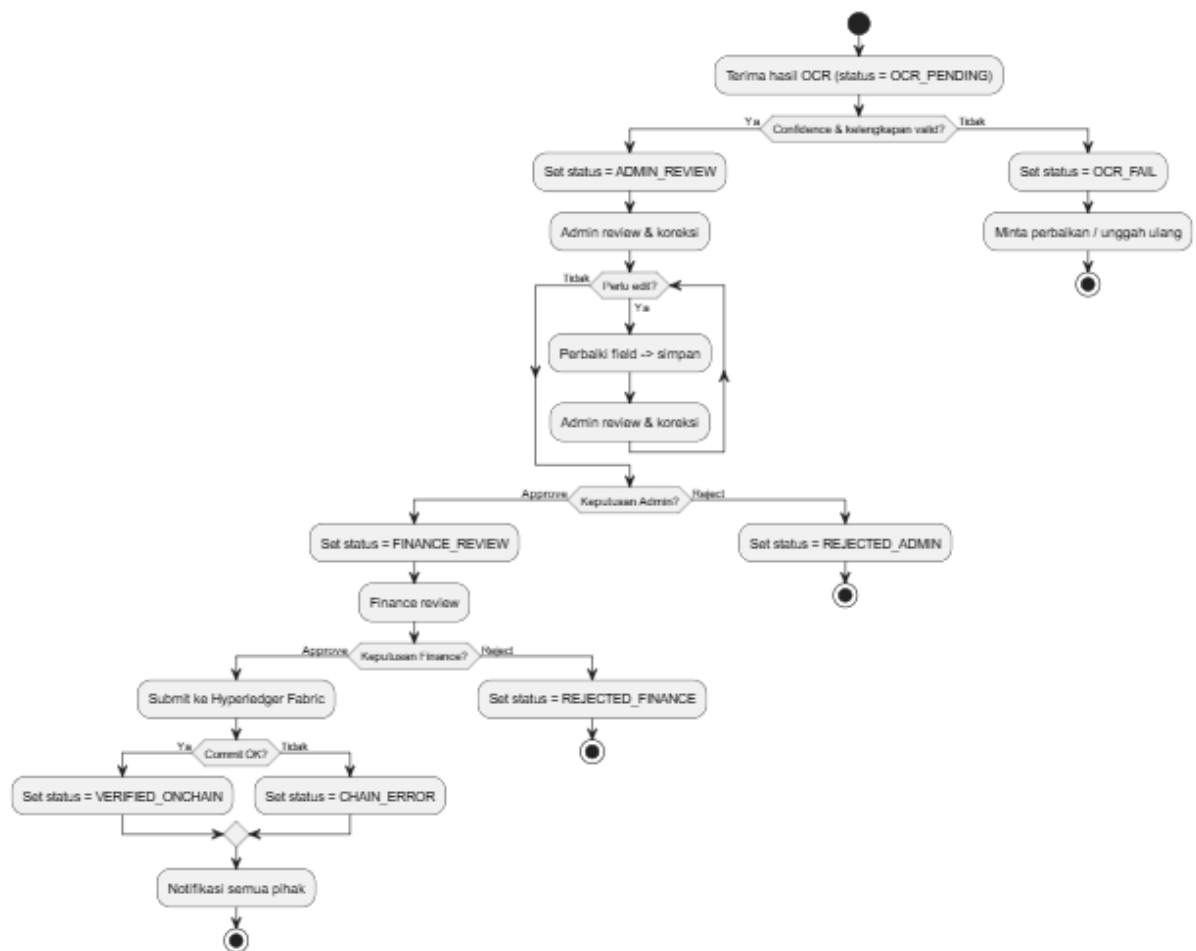 Terima hasil OCR (status = OCR_PENDING)
Ya
Confidence & kelengkapan valid?
Tidak
Set status = ADMIN_REVIEW
Set status = OCR_FAIL
Admin review & koreksi
Minta perbaikan / unggah ulang
Tidak
Perlu edit?
Ya
Perbaiki field -> simpan
Admin review & koreksi
Approve
Keputusan Admin?
Reject
Set status = FINANCE_REVIEW
Set status = REJECTED_ADMIN
Finance review
Approve
Keputusan Finance?
Reject
Submit ke Hyperledger Fabric
Set status = REJECTED_FINANCE
Ya
Commit OK?
Tidak
Set status = VERIFIED_ONCHAIN
Set status = CHAIN_ERROR
Notifikasi semua pihak